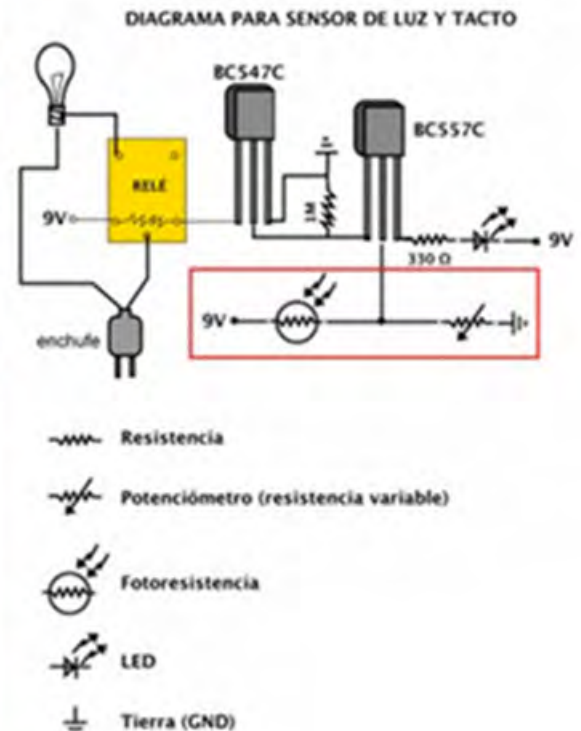 DIAGRAMA PARA SENSOR DE LUZ Y TACTO
BC547C
BC557C
RELÉ
9V
1M
330 Ω
9V
9V
enchufe
Resistencia
Potenciómetro (resistencia variable)
Fotoresistencia
LED
Tierra (GND)